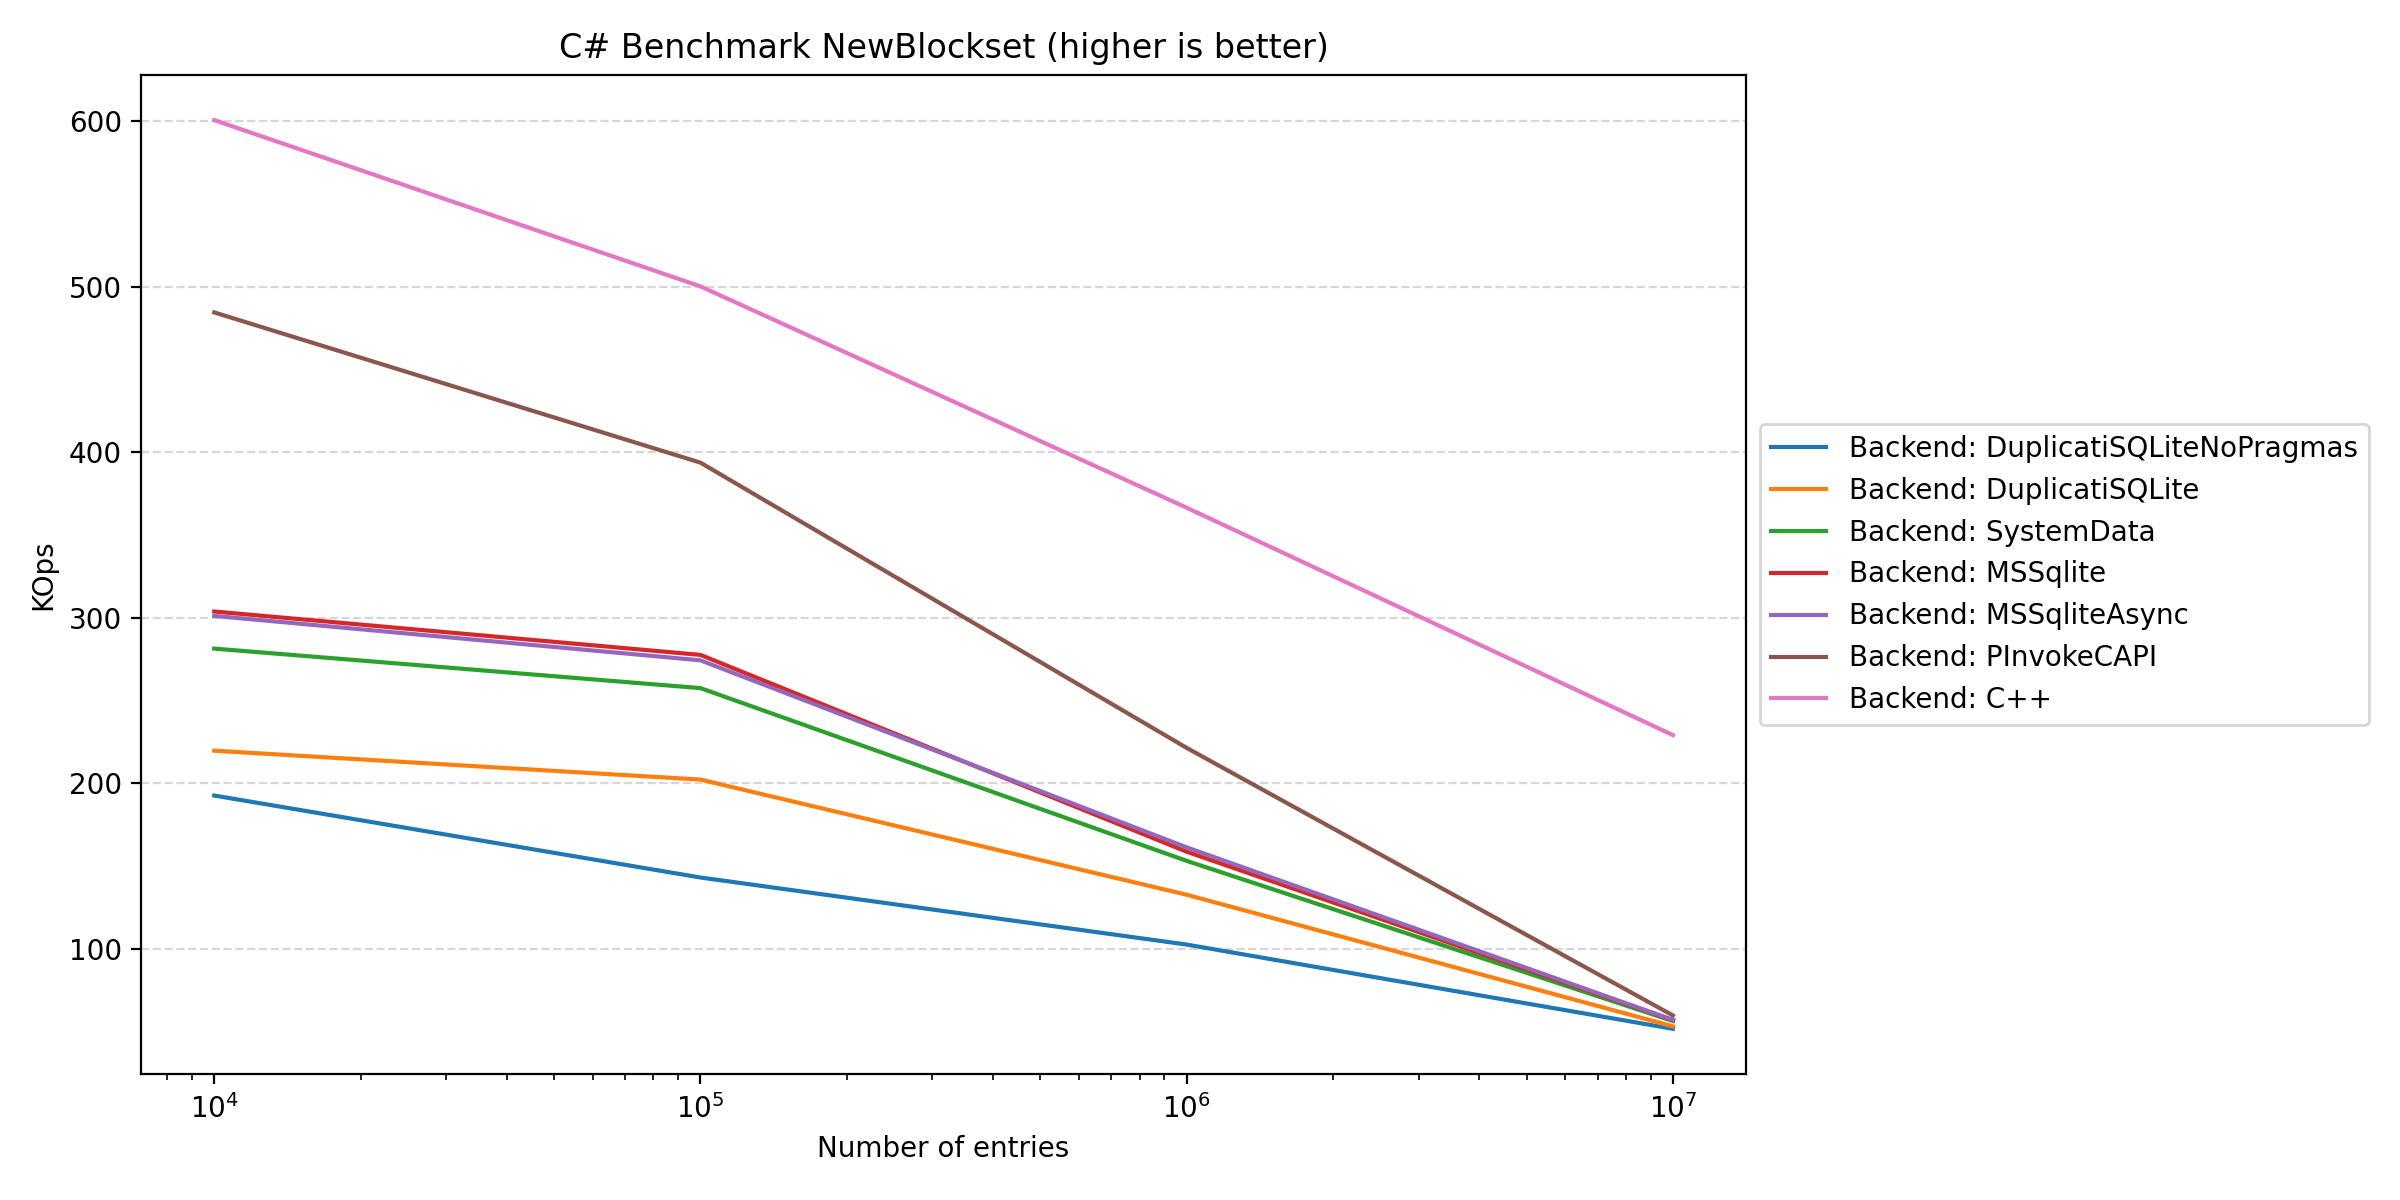 C# Benchmark NewBlockset (higher is better)
KOps
600
500
400
300
200
100
10⁴ 10⁵ 10⁶ 10⁷
Number of entries
Backend: DuplicatiSQLiteNoPragmas
Backend: DuplicatiSQLite
Backend: SystemData
Backend: MSSqlite
Backend: MSSqliteAsync
Backend: PInvokeCAPI
Backend: C++